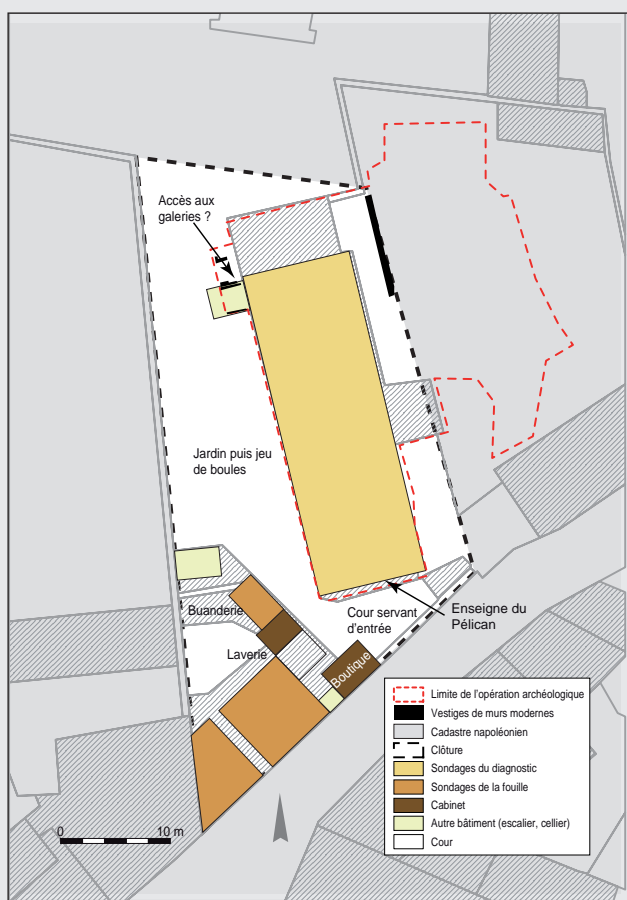 Accès aux
galeries ?
Jardin puis jeu
de boules
Buanderie
Laverie
Cour servant
d'entrée
Enseigne du
Pélican
Boutique
0 10 m
Limite de l'opération archéologique
Vestiges de murs modernes
Cadastre napoléonien
Clôture
Sondages du diagnostic
Sondages de la fouille
Cabinet
Autre bâtiment (escalier, cellier)
Cour